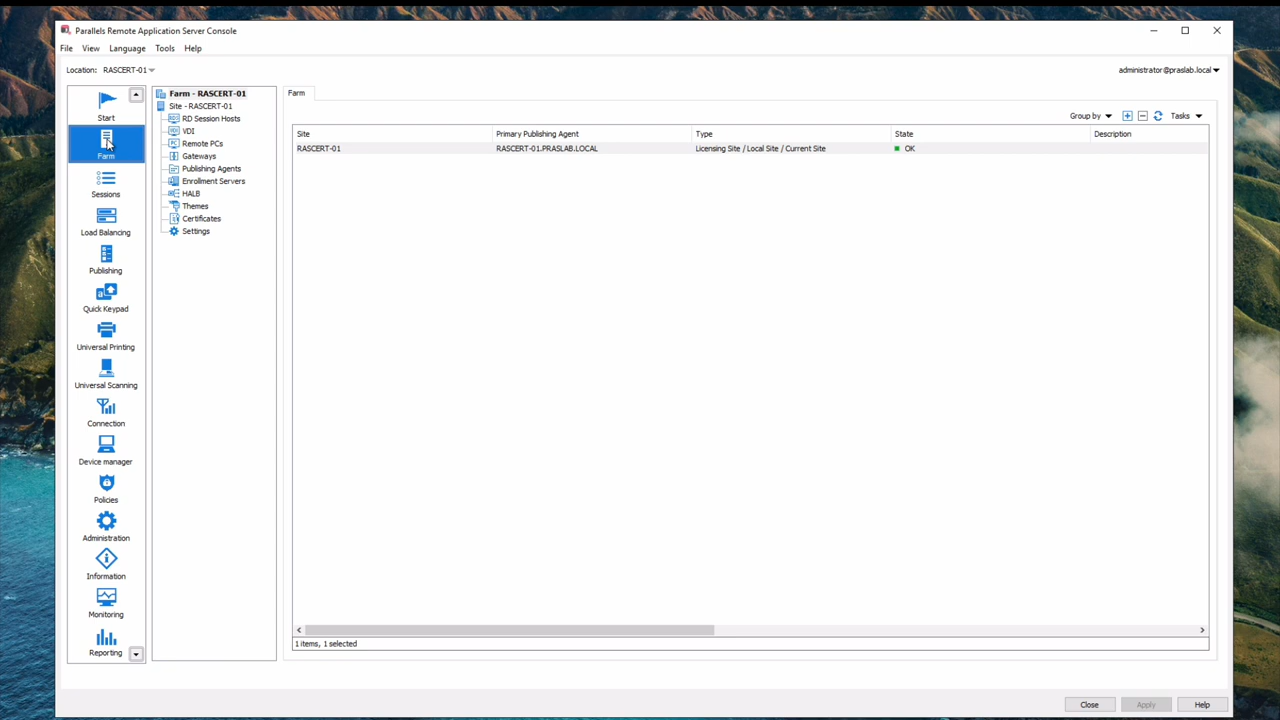 Parallels Remote Application Server Console
File View Language Tools Help
Location: RASCERT-01
administrator@praslab.local
Start
Farm
Sessions
Load Balancing
Publishing
Quick Keypad
Universal Printing
Universal Scanning
Connection
Device manager
Policies
Administration
Information
Monitoring
Reporting
Farm - RASCERT-01
Site - RASCERT-01
RD Session Hosts
VDI
Remote PCs
Gateways
Publishing Agents
Enrollment Servers
HALB
Themes
Certificates
Settings
Farm
Group by Tasks
Site Primary Publishing Agent Type State Description
RASCERT-01 RASCERT-01.PRASLAB.LOCAL Licensing Site / Local Site / Current Site OK
1 items, 1 selected
Close Apply Help